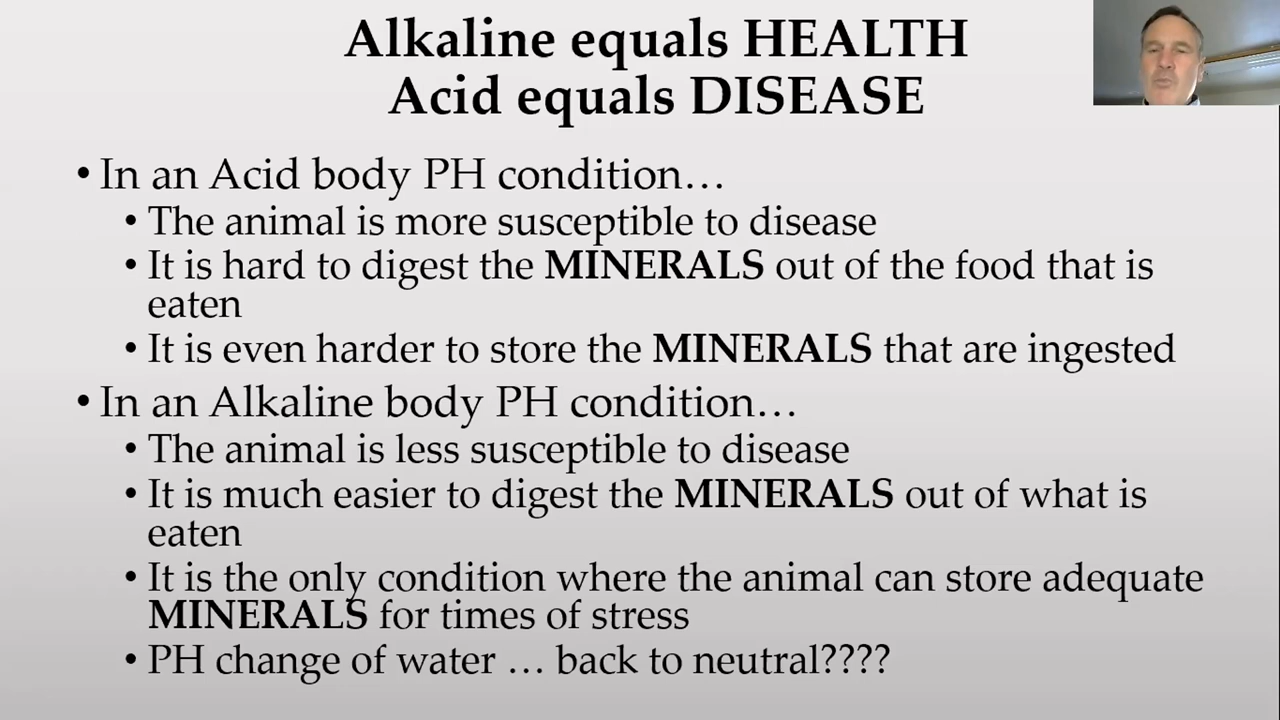 Alkaline equals HEALTH
Acid equals DISEASE
• In an Acid body PH condition…
• The animal is more susceptible to disease
• It is hard to digest the MINERALS out of the food that is
eaten
• It is even harder to store the MINERALS that are ingested
• In an Alkaline body PH condition…
• The animal is less susceptible to disease
• It is much easier to digest the MINERALS out of what is
eaten
• It is the only condition where the animal can store adequate
MINERALS for times of stress
• PH change of water … back to neutral????